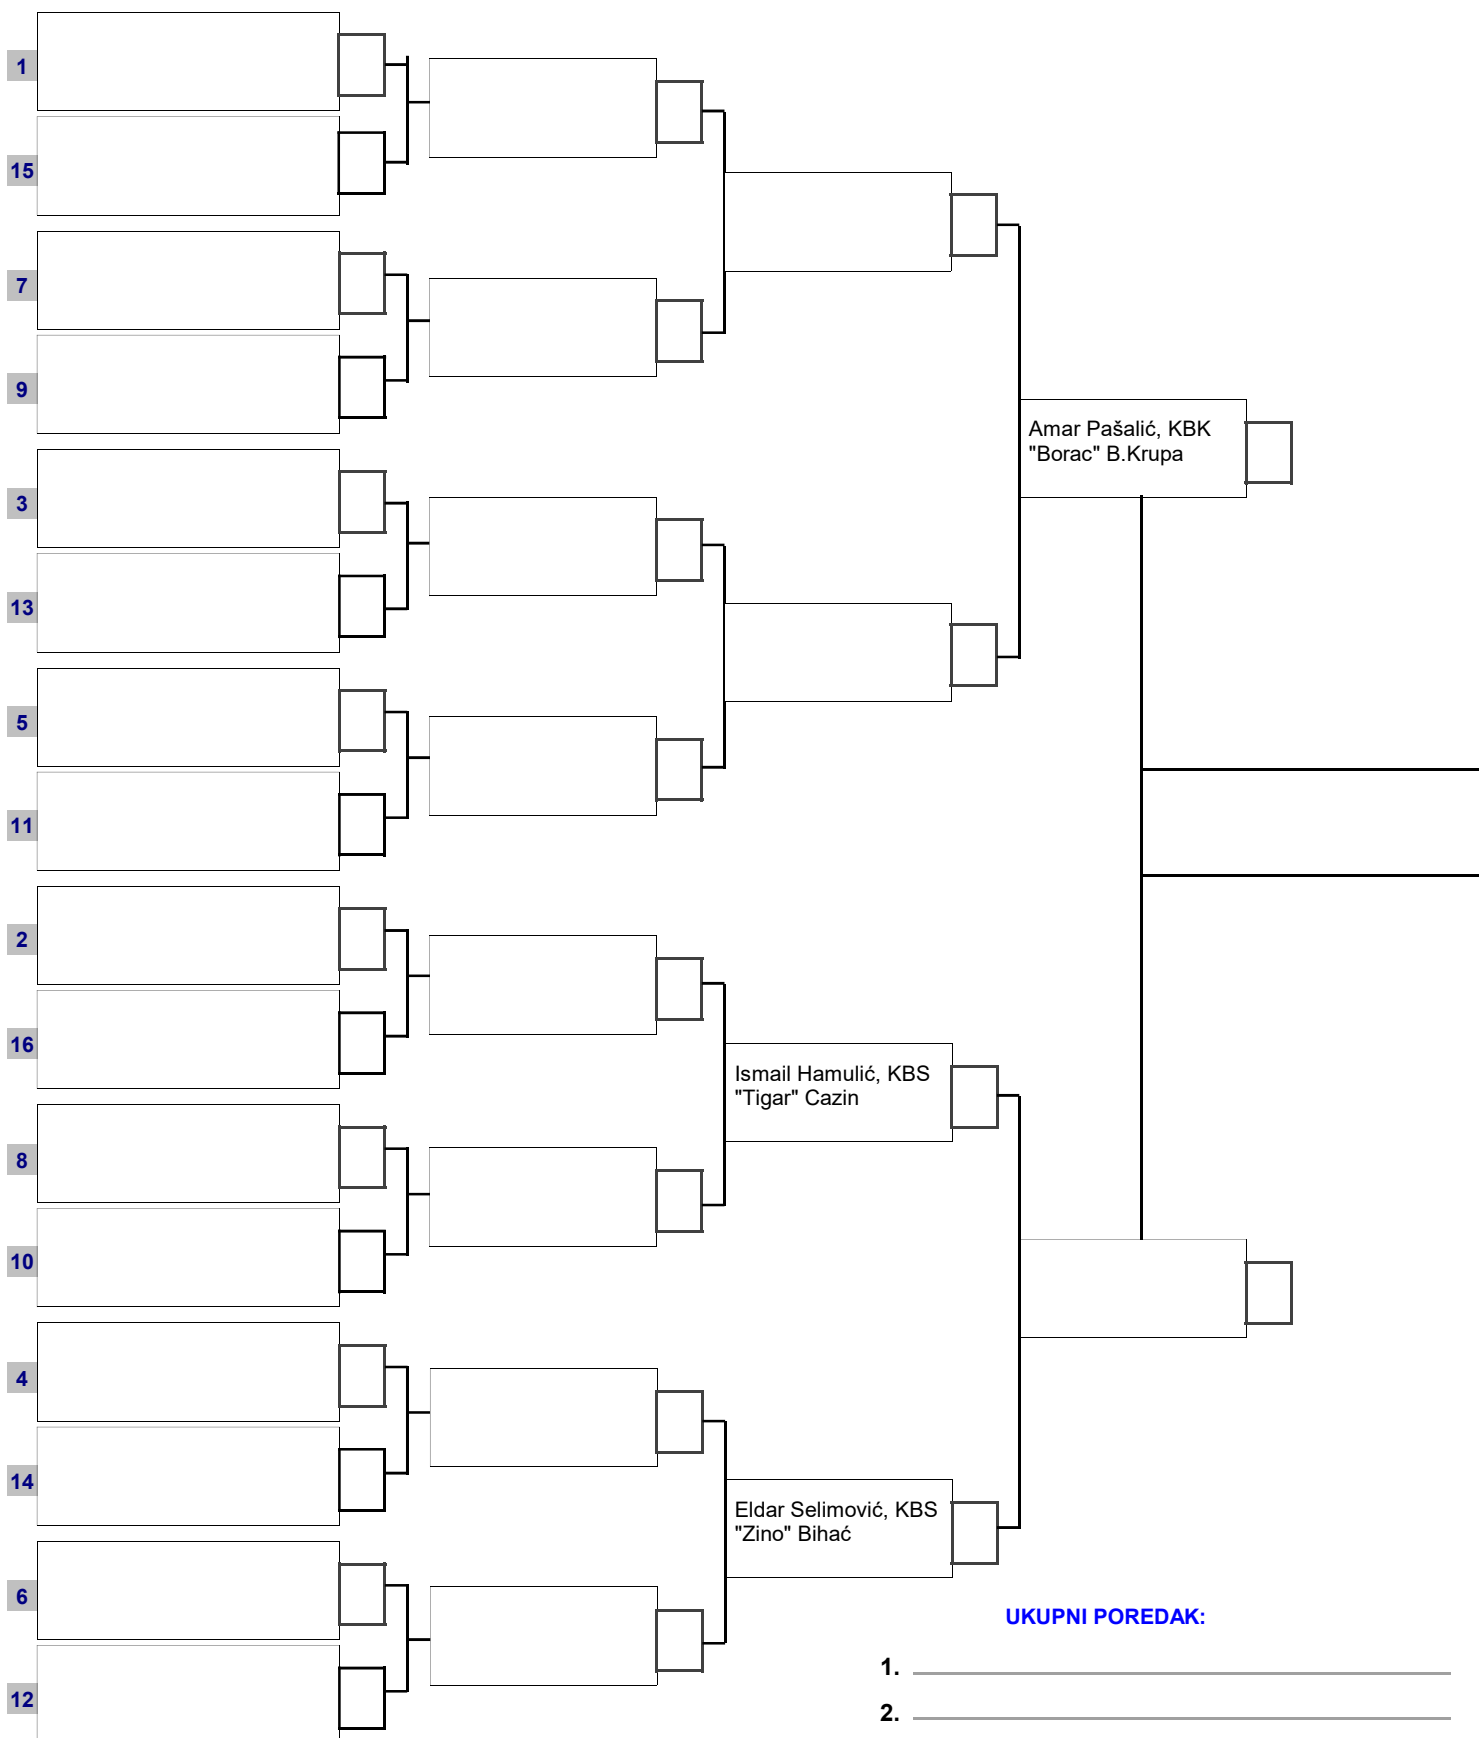 1
15
7
9
3
13
5
11
2
16
8
10
4
14
6
12
Amar Pašalić, KBK
"Borac" B.Krupa
Ismail Hamulić, KBS
"Tigar" Cazin
Eldar Selimović, KBS
"Zino" Bihać
UKUPNI POREDAK:
1.
2.